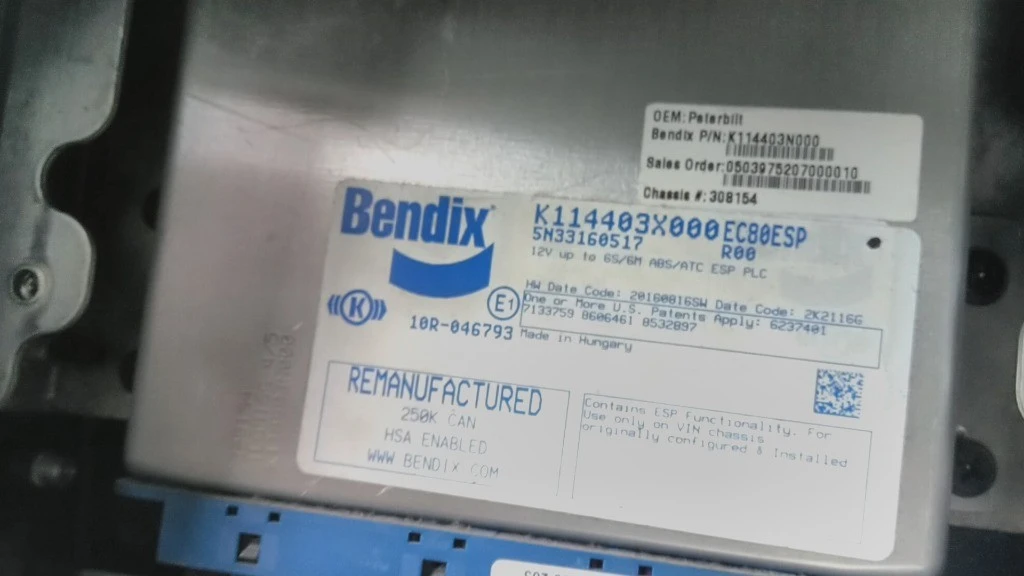 OEM: Peterbilt
Bendix P/N:K114403N000
Sales Order:0503975207000010
Chassis #: 308154
Bendix
K114403X000 EC80ESP
SN33160517 R00
12V up to 6S/6M ABS/ATC ESP PLC
HW Date Code: 20160816SW Date Code: 2K2116G
One or More U.S. Patents Apply: 6237401
7133759 8606461 8532897
K
E1
10R-046793
Made in Hungary
REMANUFACTURED
250K CAN
HSA ENABLED
WWW BENDIX COM
Contains ESP Functionality. For
Use only on VIN chassis
originally configured & Installed